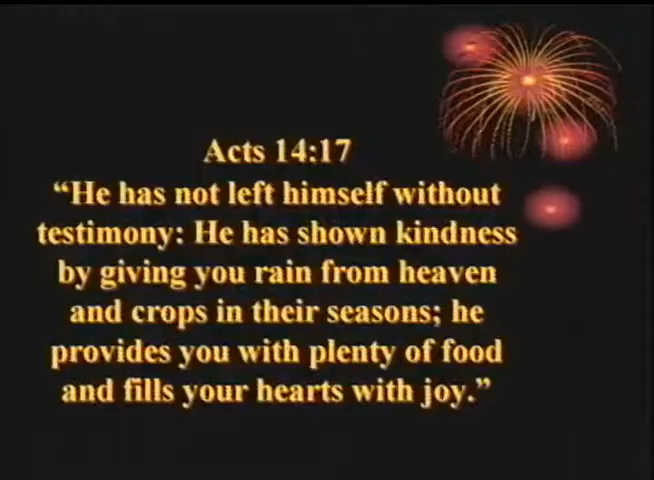 Acts 14:17
“He has not left himself without
testimony: He has shown kindness
by giving you rain from heaven
and crops in their seasons; he
provides you with plenty of food
and fills your hearts with joy.”